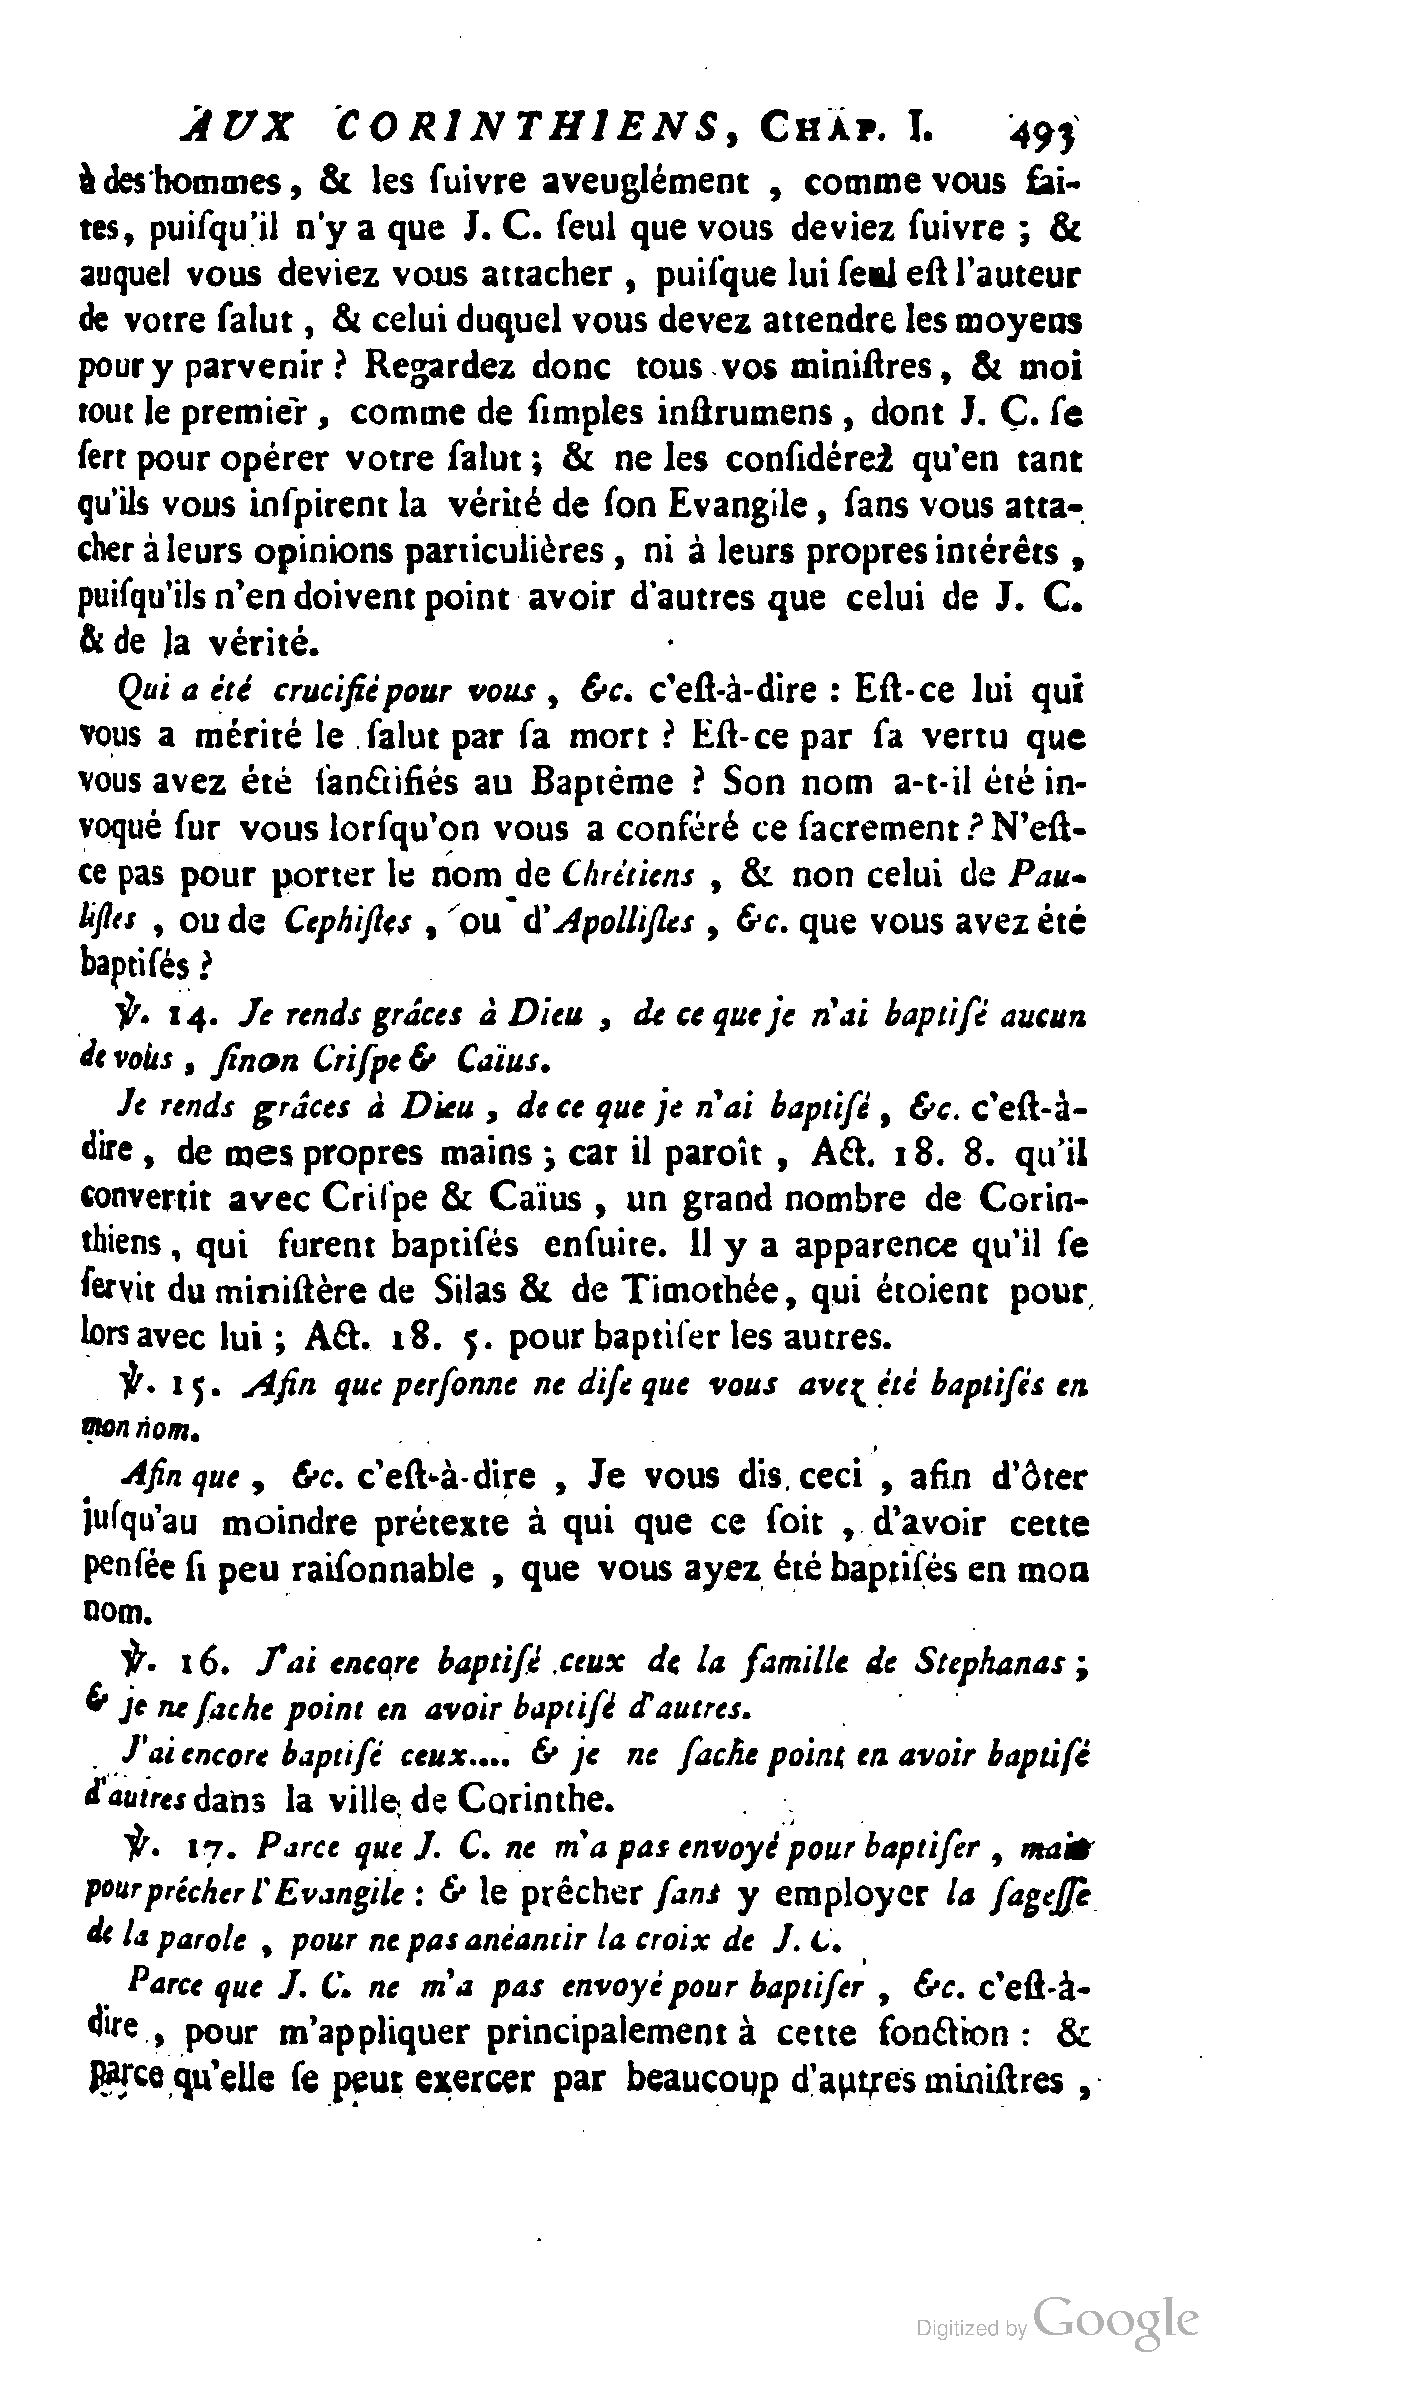 AUX CORINTHIENS, CHAP. I. 493
à des hommes, & les ſuivre aveuglément, comme vous fai-
tes, puiſqu'il n'y a que J. C. ſeul que vous deviez ſuivre ; &
auquel vous deviez vous attacher, puiſque lui ſeul eſt l'auteur
de votre ſalut, & celui duquel vous devez attendre les moyens
pour y parvenir ? Regardez donc tous vos miniſtres, & moi
tout le premier, comme de ſimples inſtrumens, dont J. C. ſe
ſert pour opérer votre ſalut ; & ne les conſidérez qu'en tant
qu'ils vous inſpirent la vérité de ſon Evangile, ſans vous atta-
cher à leurs opinions particulières, ni à leurs propres intérêts,
puiſqu'ils n'en doivent point avoir d'autres que celui de J. C.
& de la vérité.
Qui a été crucifié pour vous, &c. c'eſt-à-dire : Eſt-ce lui qui
vous a mérité le ſalut par ſa mort ? Eſt-ce par ſa vertu que
vous avez été ſanctifiés au Baptême ? Son nom a-t-il été in-
voqué ſur vous lorſqu'on vous a conféré ce ſacrement ? N'eſt-
ce pas pour porter le nom de Chrétiens, & non celui de Pau-
liſtes, ou de Cephiſtes, ou d'Apolliſtes, &c. que vous avez été
baptiſés ?
℣. 14. Je rends grâces à Dieu, de ce que je n'ai baptiſé aucun
de vous, ſinon Criſpe & Caïus.
Je rends grâces à Dieu, de ce que je n'ai baptiſé, &c. c'eſt-à-
dire, de mes propres mains ; car il paroît, Act. 18. 8. qu'il
convertit avec Criſpe & Caïus, un grand nombre de Corin-
thiens, qui furent baptiſés enſuite. Il y a apparence qu'il ſe
ſervit du miniſtère de Silas & de Timothée, qui étoient pour
lors avec lui ; Act. 18. 5. pour baptiſer les autres.
℣. 15. Afin que perſonne ne diſe que vous avez été baptiſés en
mon nom.
Afin que, &c. c'eſt-à-dire, Je vous dis ceci, afin d'ôter
juſqu'au moindre prétexte à qui que ce ſoit, d'avoir cette
penſée ſi peu raiſonnable, que vous ayez été baptiſés en mon
nom.
℣. 16. J'ai encore baptiſé ceux de la famille de Stephanas ;
& je ne ſache point en avoir baptiſé d'autres.
J'ai encore baptiſé ceux.... & je ne ſache point en avoir baptiſé
d'autres dans la ville de Corinthe.
℣. 17. Parce que J. C. ne m'a pas envoyé pour baptiſer, mais
pour prêcher l'Evangile : & le prêcher ſans y employer la ſageſſe
de la parole, pour ne pas anéantir la croix de J. C.
Parce que J. C. ne m'a pas envoyé pour baptiſer, &c. c'eſt-à-
dire, pour m'appliquer principalement à cette fonction : &
parce qu'elle ſe peut exercer par beaucoup d'autres miniſtres,
Digitized by Google